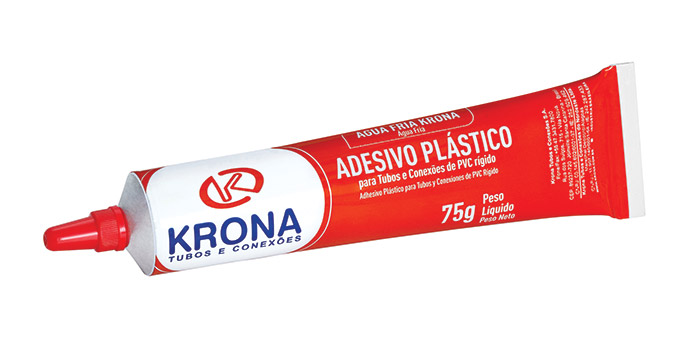 KRONA
TUBOS E CONEXÕES
ÁGUA FRIA KRONA
Agua Fría
ADESIVO PLÁSTICO
para Tubos e Conexões de PVC rígido
Adhesivo Plástico para Tubos y Conexiones de PVC Rígido
75g
Peso
Líquido
Peso Neto
Krona Tubos e Conexões S.A.